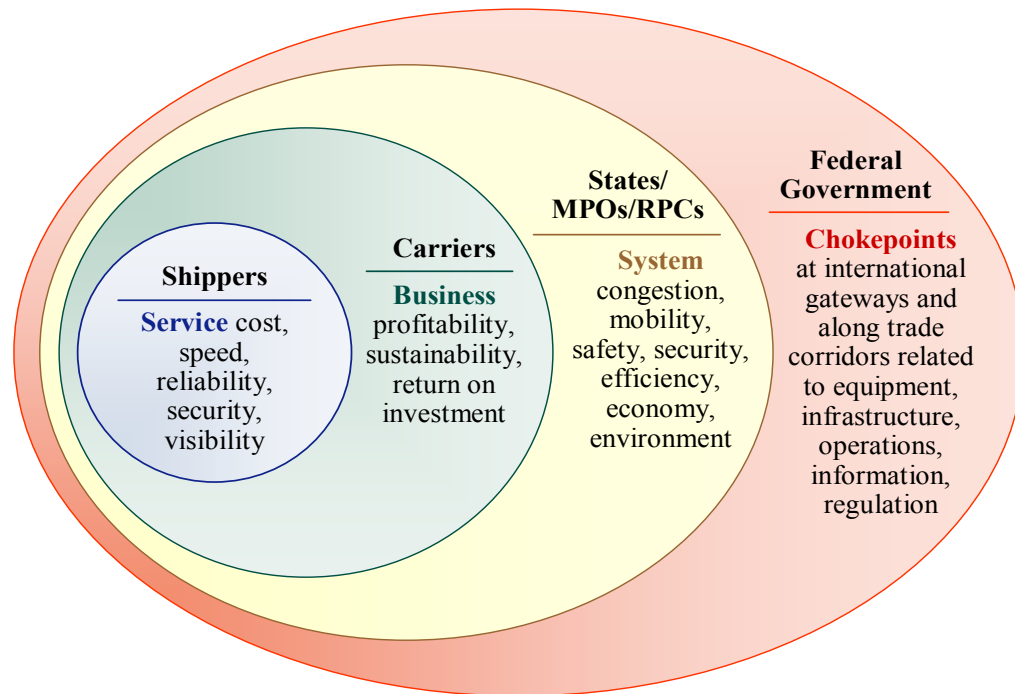 Shippers
Service cost,
speed,
reliability,
security,
visibility
Carriers
Business
profitability,
sustainability,
return on
investment
States/
MPOs/RPCs
System
congestion,
mobility,
safety, security,
efficiency,
economy,
environment
Federal
Government
Chokepoints
at international
gateways and
along trade
corridors related
to equipment,
infrastructure,
operations,
information,
regulation